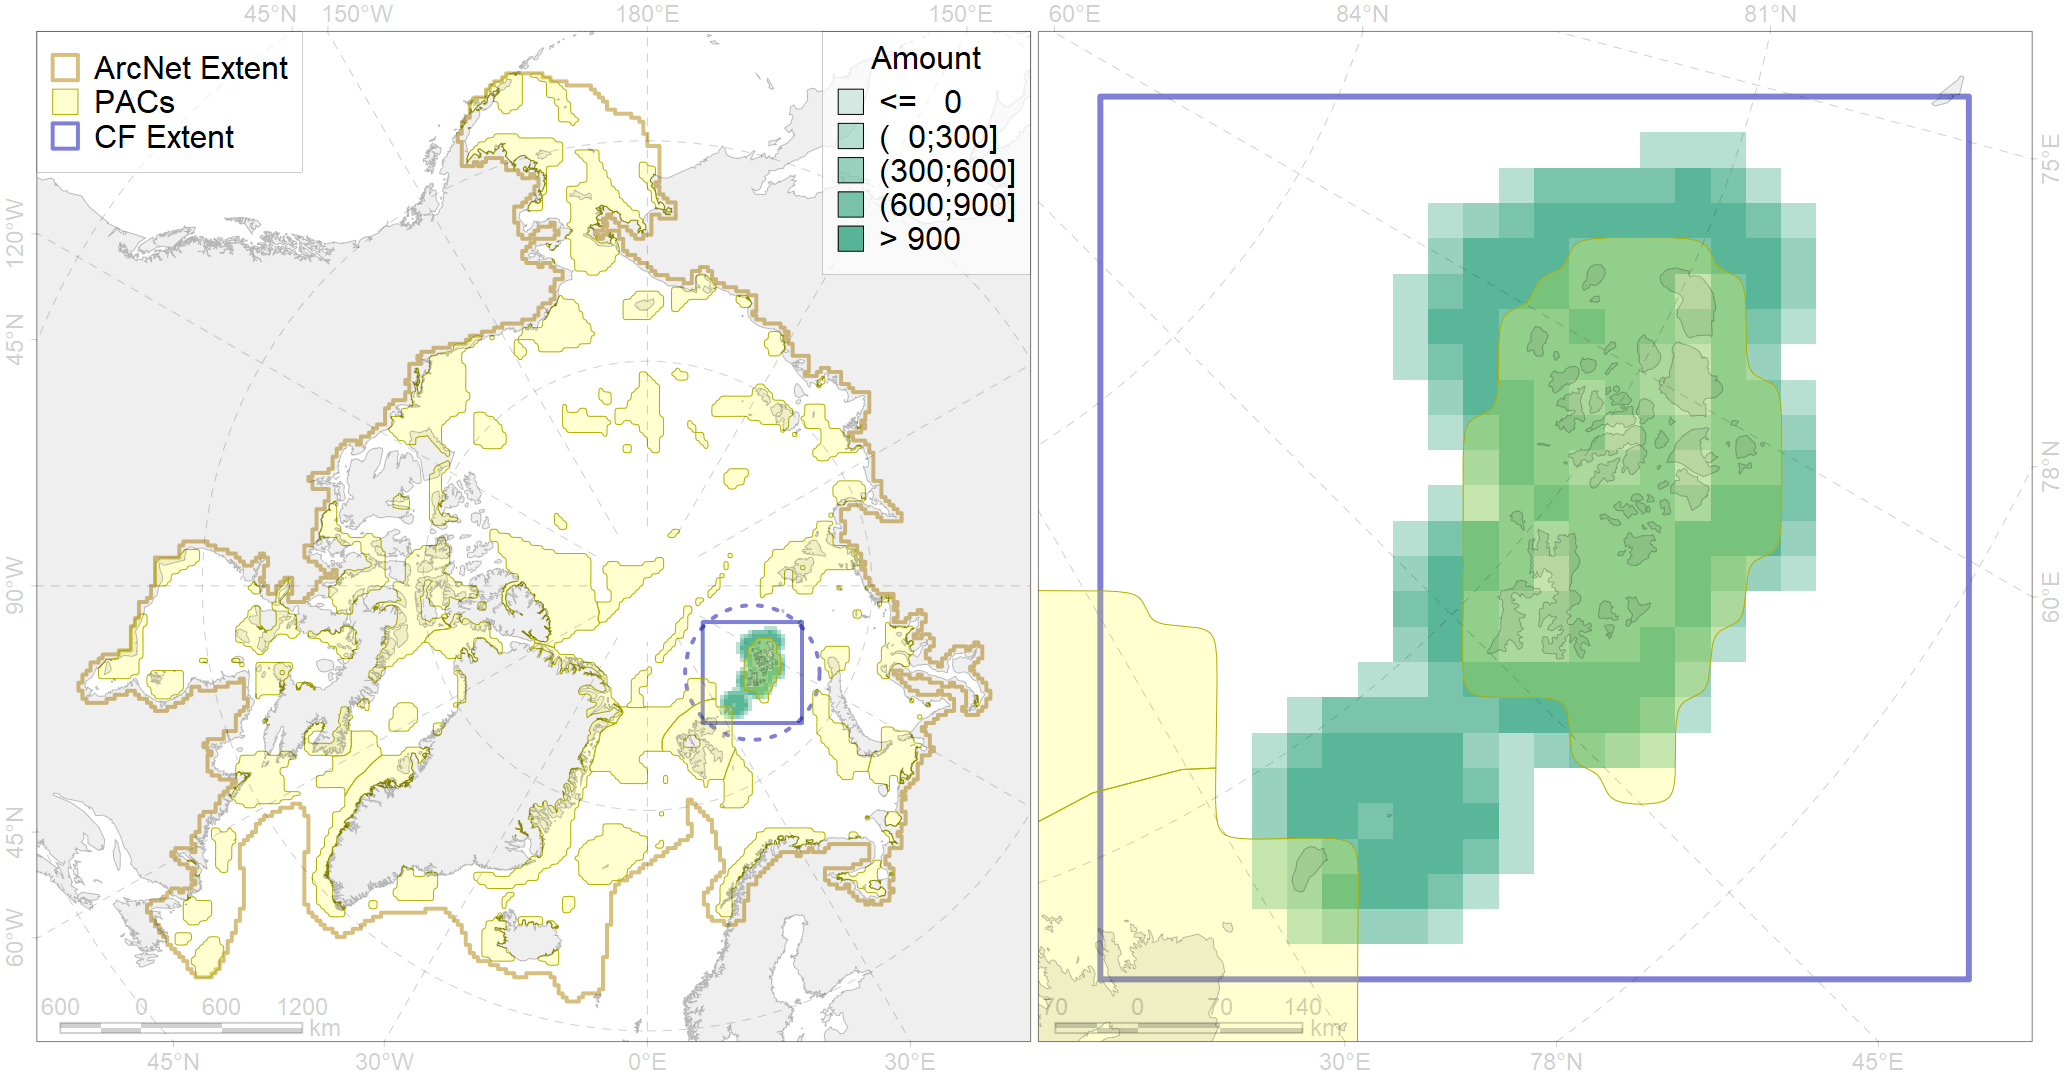 45°N 150°W 180°E 150°E 60°E 84°N 81°N
ArcNet Extent
PACs
CF Extent
Amount
<= 0
( 0;300]
(300;600]
(600;900]
> 900
120°W
45°N
90°W
45°N
60°W
75°E
78°N
60°E
600 0 600 1200
km
70 0 70 140
km
45°N 30°W 0°E 30°E 30°E 78°N 45°E